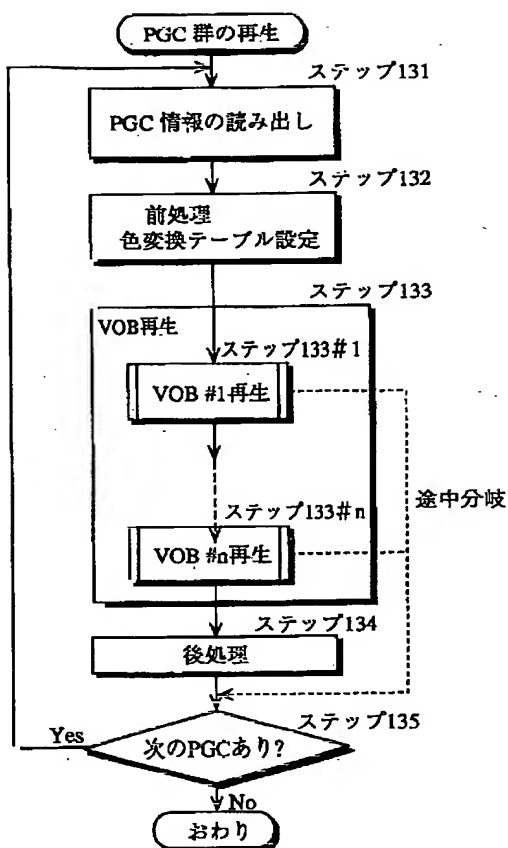 PGC 群の再生
ステップ131
PGC 情報の読み出し
ステップ132
前処理
色変換テーブル設定
ステップ133
VOB再生
ステップ133#1
VOB #1再生
途中分岐
ステップ133#n
VOB #n再生
ステップ134
後処理
ステップ135
Yes
次のPGCあり?
No
おわり